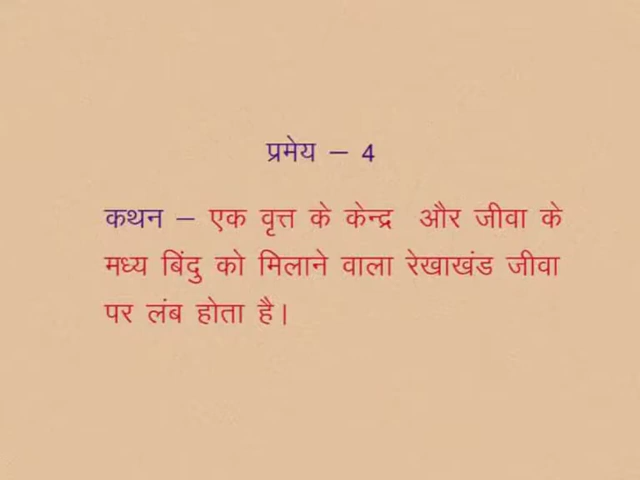 प्रमेय – 4
कथन – एक वृत्त के केन्द्र और जीवा के
मध्य बिंदु को मिलाने वाला रेखाखंड जीवा
पर लंब होता है।